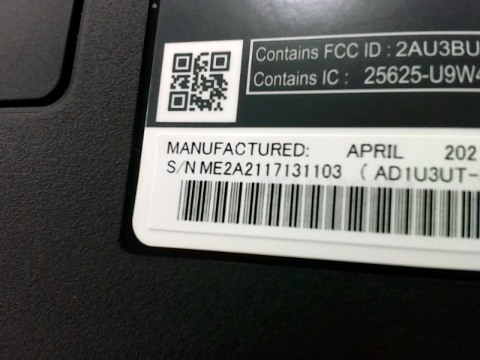 Contains FCC ID : 2AU3BU
Contains IC : 25625-U9W4
MANUFACTURED: APRIL 202
S/N ME2A2117131103 ( AD1U3UT-